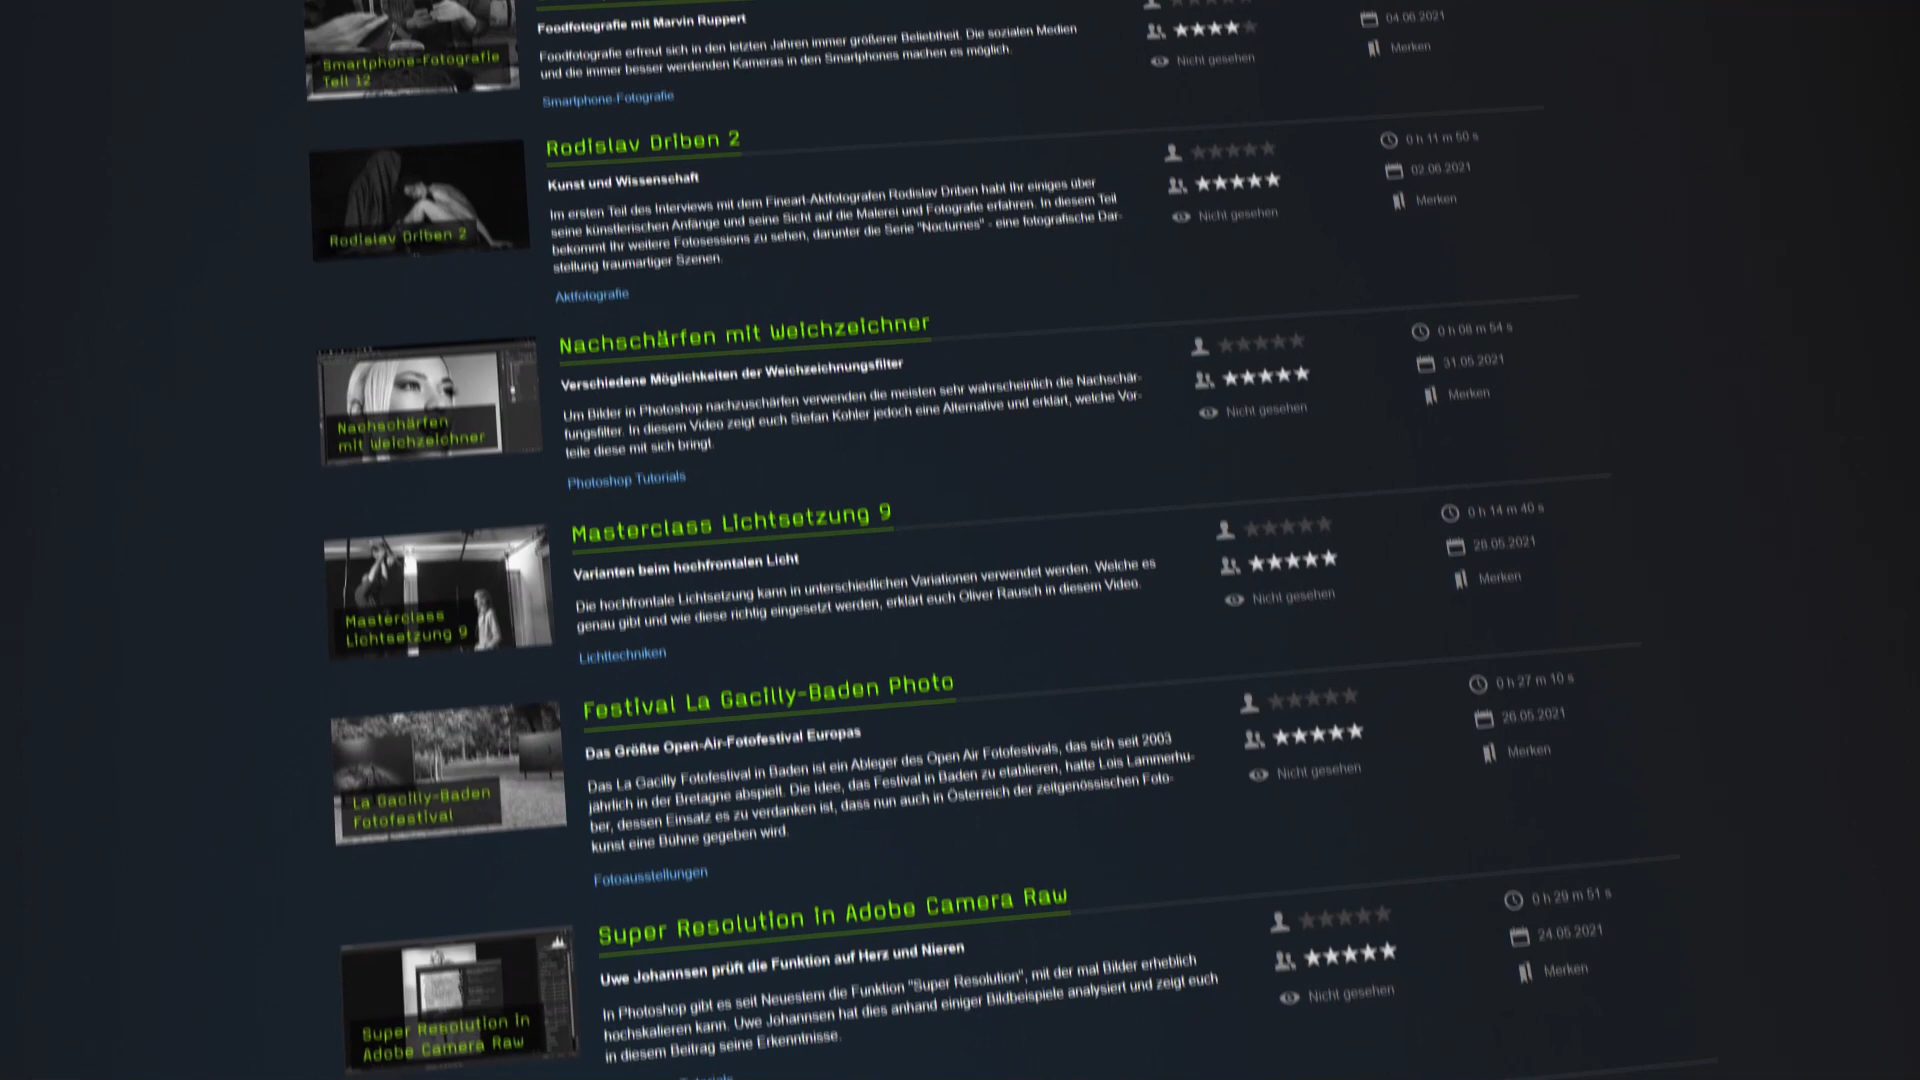 Smartphone-Fotografie
Teil 12
Foodfotografie mit Marvin Ruppert
Foodfotografie erfreut sich in den letzten Jahren immer größerer Beliebtheit. Die sozialen Medien
und die immer besser werdenden Kameras in den Smartphones machen es möglich.
Smartphone-Fotografie
Nicht gesehen
04.06.2021
Merken
Rodislav Driben 2
Rodislav Driben 2
Kunst und Wissenschaft
Im ersten Teil des Interviews mit dem Fineart-Aktfotografen Rodislav Driben habt Ihr einiges über
seine künstlerischen Anfänge und seine Sicht auf die Malerei und Fotografie erfahren. In diesem Teil
bekommt Ihr weitere Fotosessions zu sehen, darunter die Serie "Nocturnes" - eine fotografische Dar-
stellung traumartiger Szenen.
Aktfotografie
Nicht gesehen
0 h 11 m 50 s
02.06.2021
Merken
Nachschärfen
mit Weichzeichner
Nachschärfen mit Weichzeichner
Verschiedene Möglichkeiten der Weichzeichnungsfilter
Um Bilder in Photoshop nachzuschärfen verwenden die meisten sehr wahrscheinlich die Nachschär-
fungsfilter. In diesem Video zeigt euch Stefan Kohler jedoch eine Alternative und erklärt, welche Vor-
teile diese mit sich bringt.
Photoshop Tutorials
Nicht gesehen
0 h 08 m 54 s
31.05.2021
Merken
Masterclass
Lichtsetzung 9
Masterclass Lichtsetzung 9
Varianten beim hochfrontalen Licht
Die hochfrontale Lichtsetzung kann in unterschiedlichen Variationen verwendet werden. Welche es
genau gibt und wie diese richtig eingesetzt werden, erklärt euch Oliver Rausch in diesem Video.
Lichttechniken
Nicht gesehen
0 h 14 m 40 s
28.05.2021
Merken
La Gacilly-Baden
Fotofestival
Festival La Gacilly-Baden Photo
Das Größte Open-Air-Fotofestival Europas
Das La Gacilly Fotofestival in Baden ist ein Ableger des Open Air Fotofestivals, das sich seit 2003
jährlich in der Bretagne abspielt. Die Idee, das Festival in Baden zu etablieren, hatte Lois Lammerhu-
ber, dessen Einsatz es zu verdanken ist, dass nun auch in Österreich der zeitgenössischen Foto-
kunst eine Bühne gegeben wird.
Fotoausstellungen
Nicht gesehen
0 h 27 m 10 s
26.05.2021
Merken
Super Resolution in
Adobe Camera Raw
Super Resolution in Adobe Camera Raw
Uwe Johannsen prüft die Funktion auf Herz und Nieren
In Photoshop gibt es seit Neuestem die Funktion "Super Resolution", mit der mal Bilder erheblich
hochskalieren kann. Uwe Johannsen hat dies anhand einiger Bildbeispiele analysiert und zeigt euch
in diesem Beitrag seine Erkenntnisse.
Nicht gesehen
0 h 29 m 51 s
24.05.2021
Merken